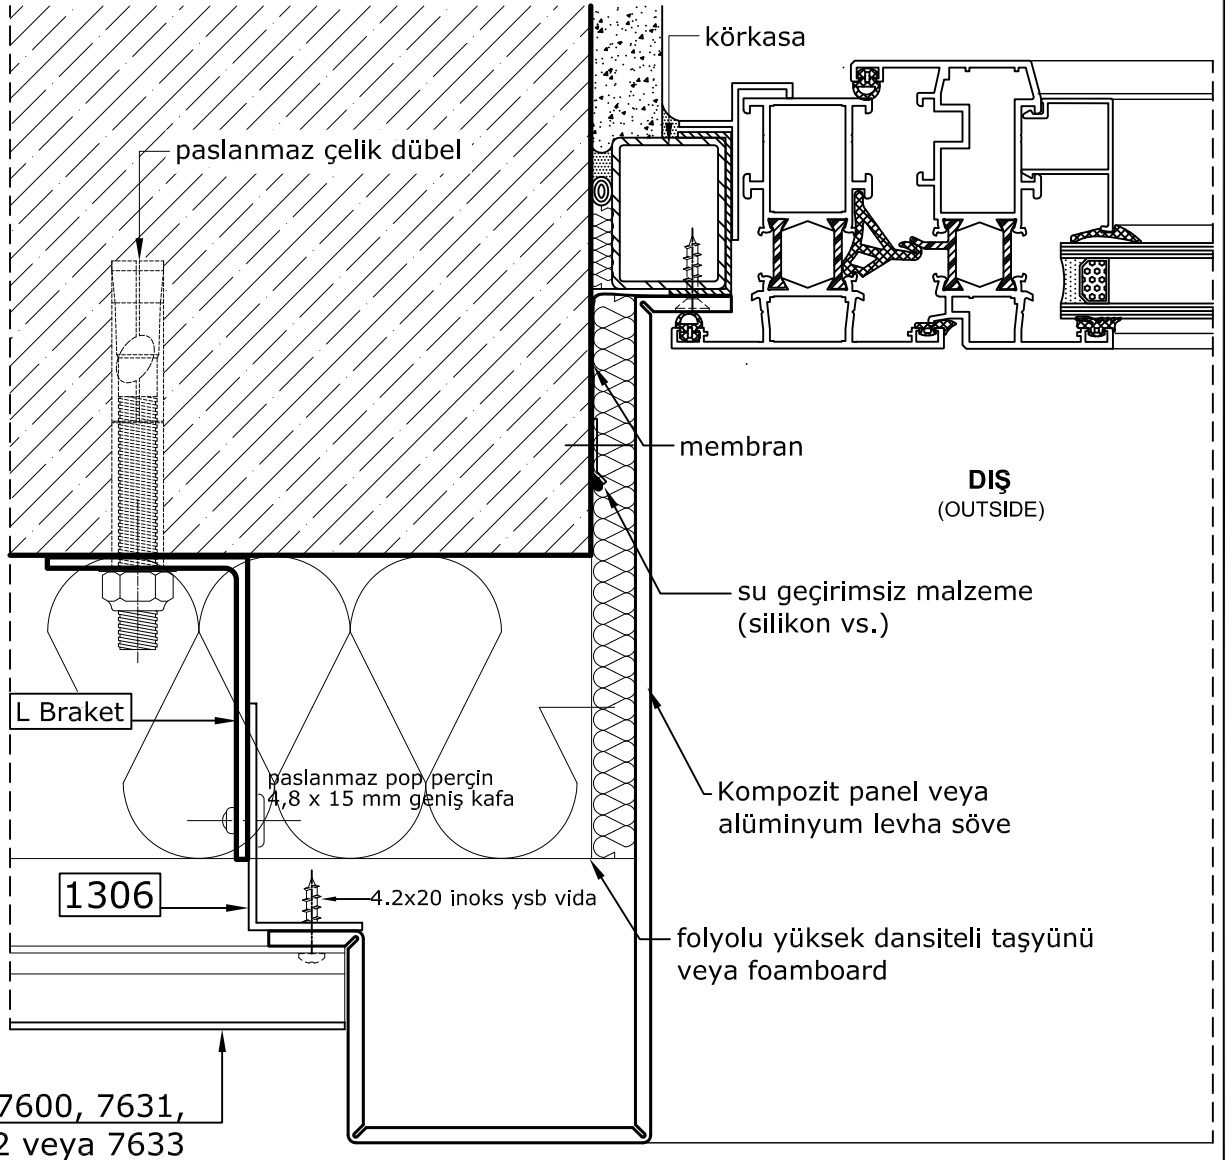 körkasa
paslanmaz çelik dübel
membran
DIŞ
(OUTSIDE)
su geçirimsiz malzeme
(silikon vs.)
L Braket
paslanmaz pop perçin
4,8 x 15 mm geniş kafa
Kompozit panel veya
alüminyum levha söve
1306
4.2x20 inoks ysb vida
folyolu yüksek dansiteli taşyünü
veya foamboard
7600, 7631,
2 veya 7633